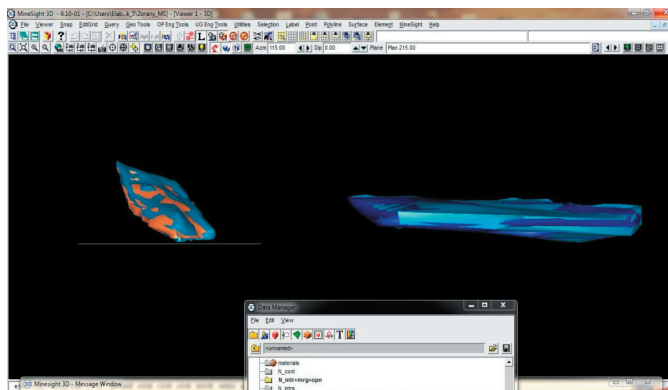 MineSight 3D - 6.10-01 - [C:\Users\Elab...k_5\2orany_MS] - [Viewer 1 - 3D]
File Viewer Snap EditGrid Query Geo Tools OP Eng Tools UG Eng Tools Utilities Selection Label Point Polyline Surface Element MineSight Help
Azm 115.00 Dip 0.00 Plane Plan 215.00
Data Manager
File Edit View
<unnamed>
materials
N_cont
N_intr+mrg+opn
N_intra
Minesight 3D - Message Window